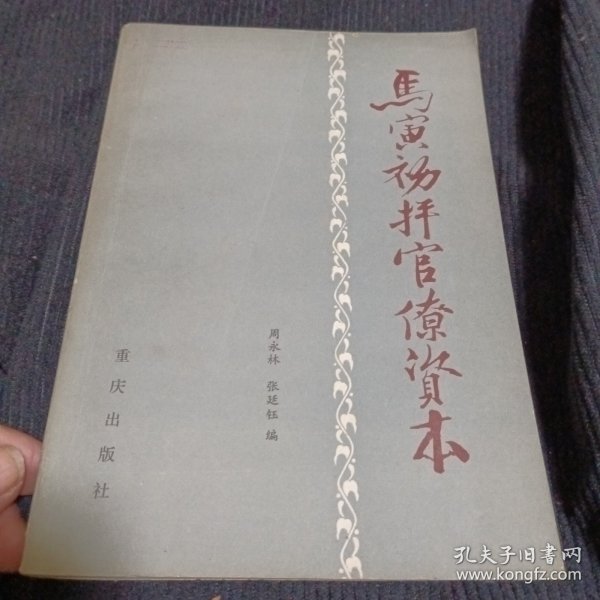 馬寅初抨官僚資本
周永林 张延钰 编
重庆出版社
孔夫子旧书网
www.kongfz.com